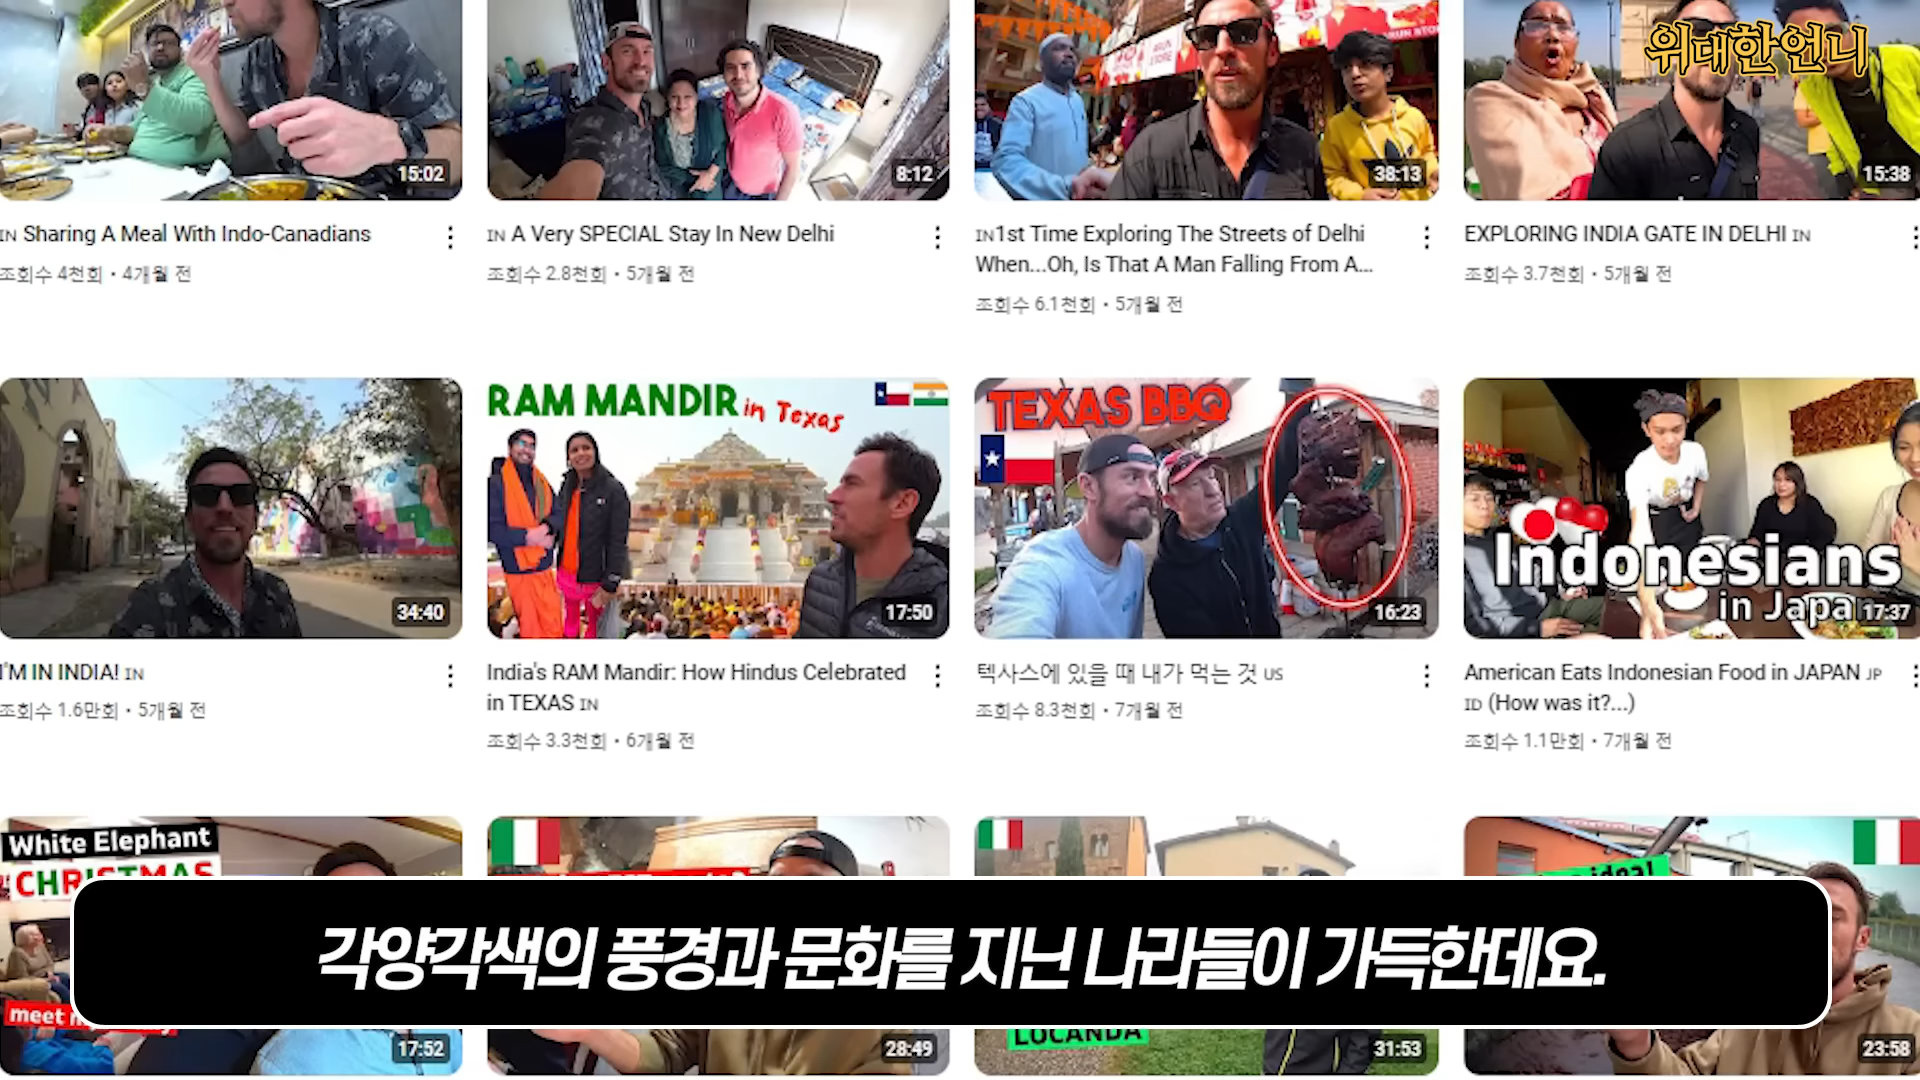 위대한언니
15:02
8:12
38:13
15:38
IN Sharing A Meal With Indo-Canadians
조회수 4천회 • 4개월 전
IN A Very SPECIAL Stay In New Delhi
조회수 2.8천회 • 5개월 전
IN1st Time Exploring The Streets of Delhi
When...Oh, Is That A Man Falling From A...
조회수 6.1천회 • 5개월 전
EXPLORING INDIA GATE IN DELHI IN
조회수 3.7천회 • 5개월 전
34:40
RAM MANDIR in Texas
17:50
TEXAS BBQ
16:23
Indonesians
in Japa
17:37
I'M IN INDIA! IN
조회수 1.6만회 • 5개월 전
India's RAM Mandir: How Hindus Celebrated
in TEXAS IN
조회수 3.3천회 • 6개월 전
텍사스에 있을 때 내가 먹는 것 US
조회수 8.3천회 • 7개월 전
American Eats Indonesian Food in JAPAN JP
ID (How was it?...)
조회수 1.1만회 • 7개월 전
White Elephant
CHRISTMAS
각양각색의 풍경과 문화를 지닌 나라들이 가득한데요.
meet
17:52
28:49
LOCANDA
31:53
23:58